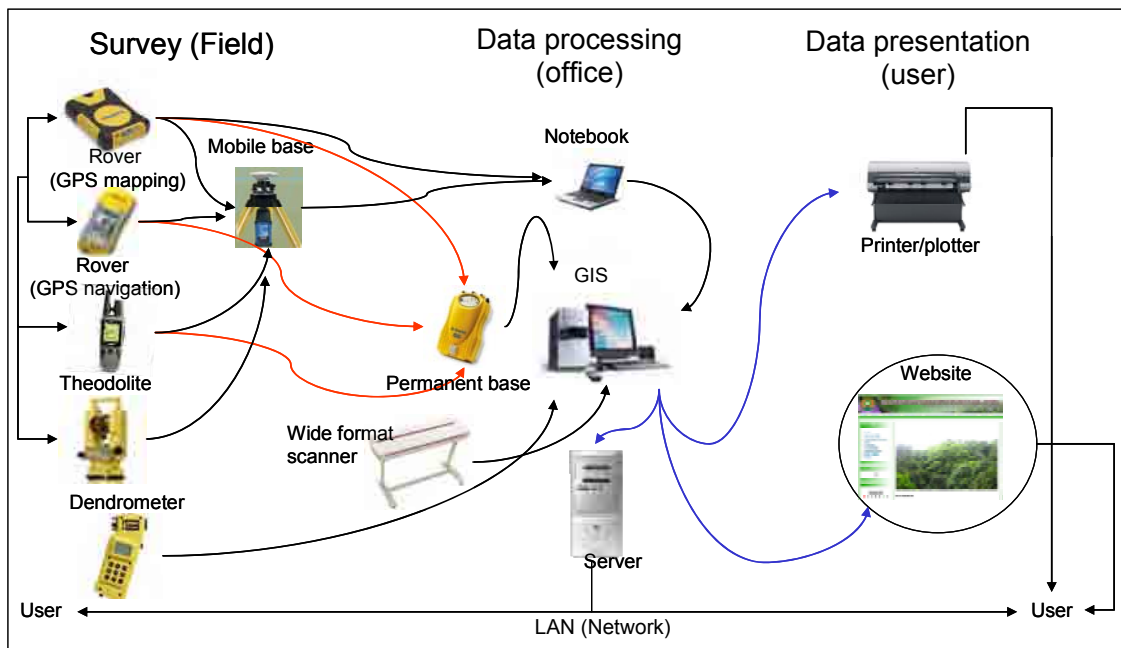 Survey (Field)
Data processing
(office)
Data presentation
(user)
Rover
(GPS mapping)
Mobile base
Notebook
Rover
(GPS navigation)
GIS
Printer/plotter
Theodolite
Permanent base
Website
Wide format
scanner
Dendrometer
Server
User
User
LAN (Network)